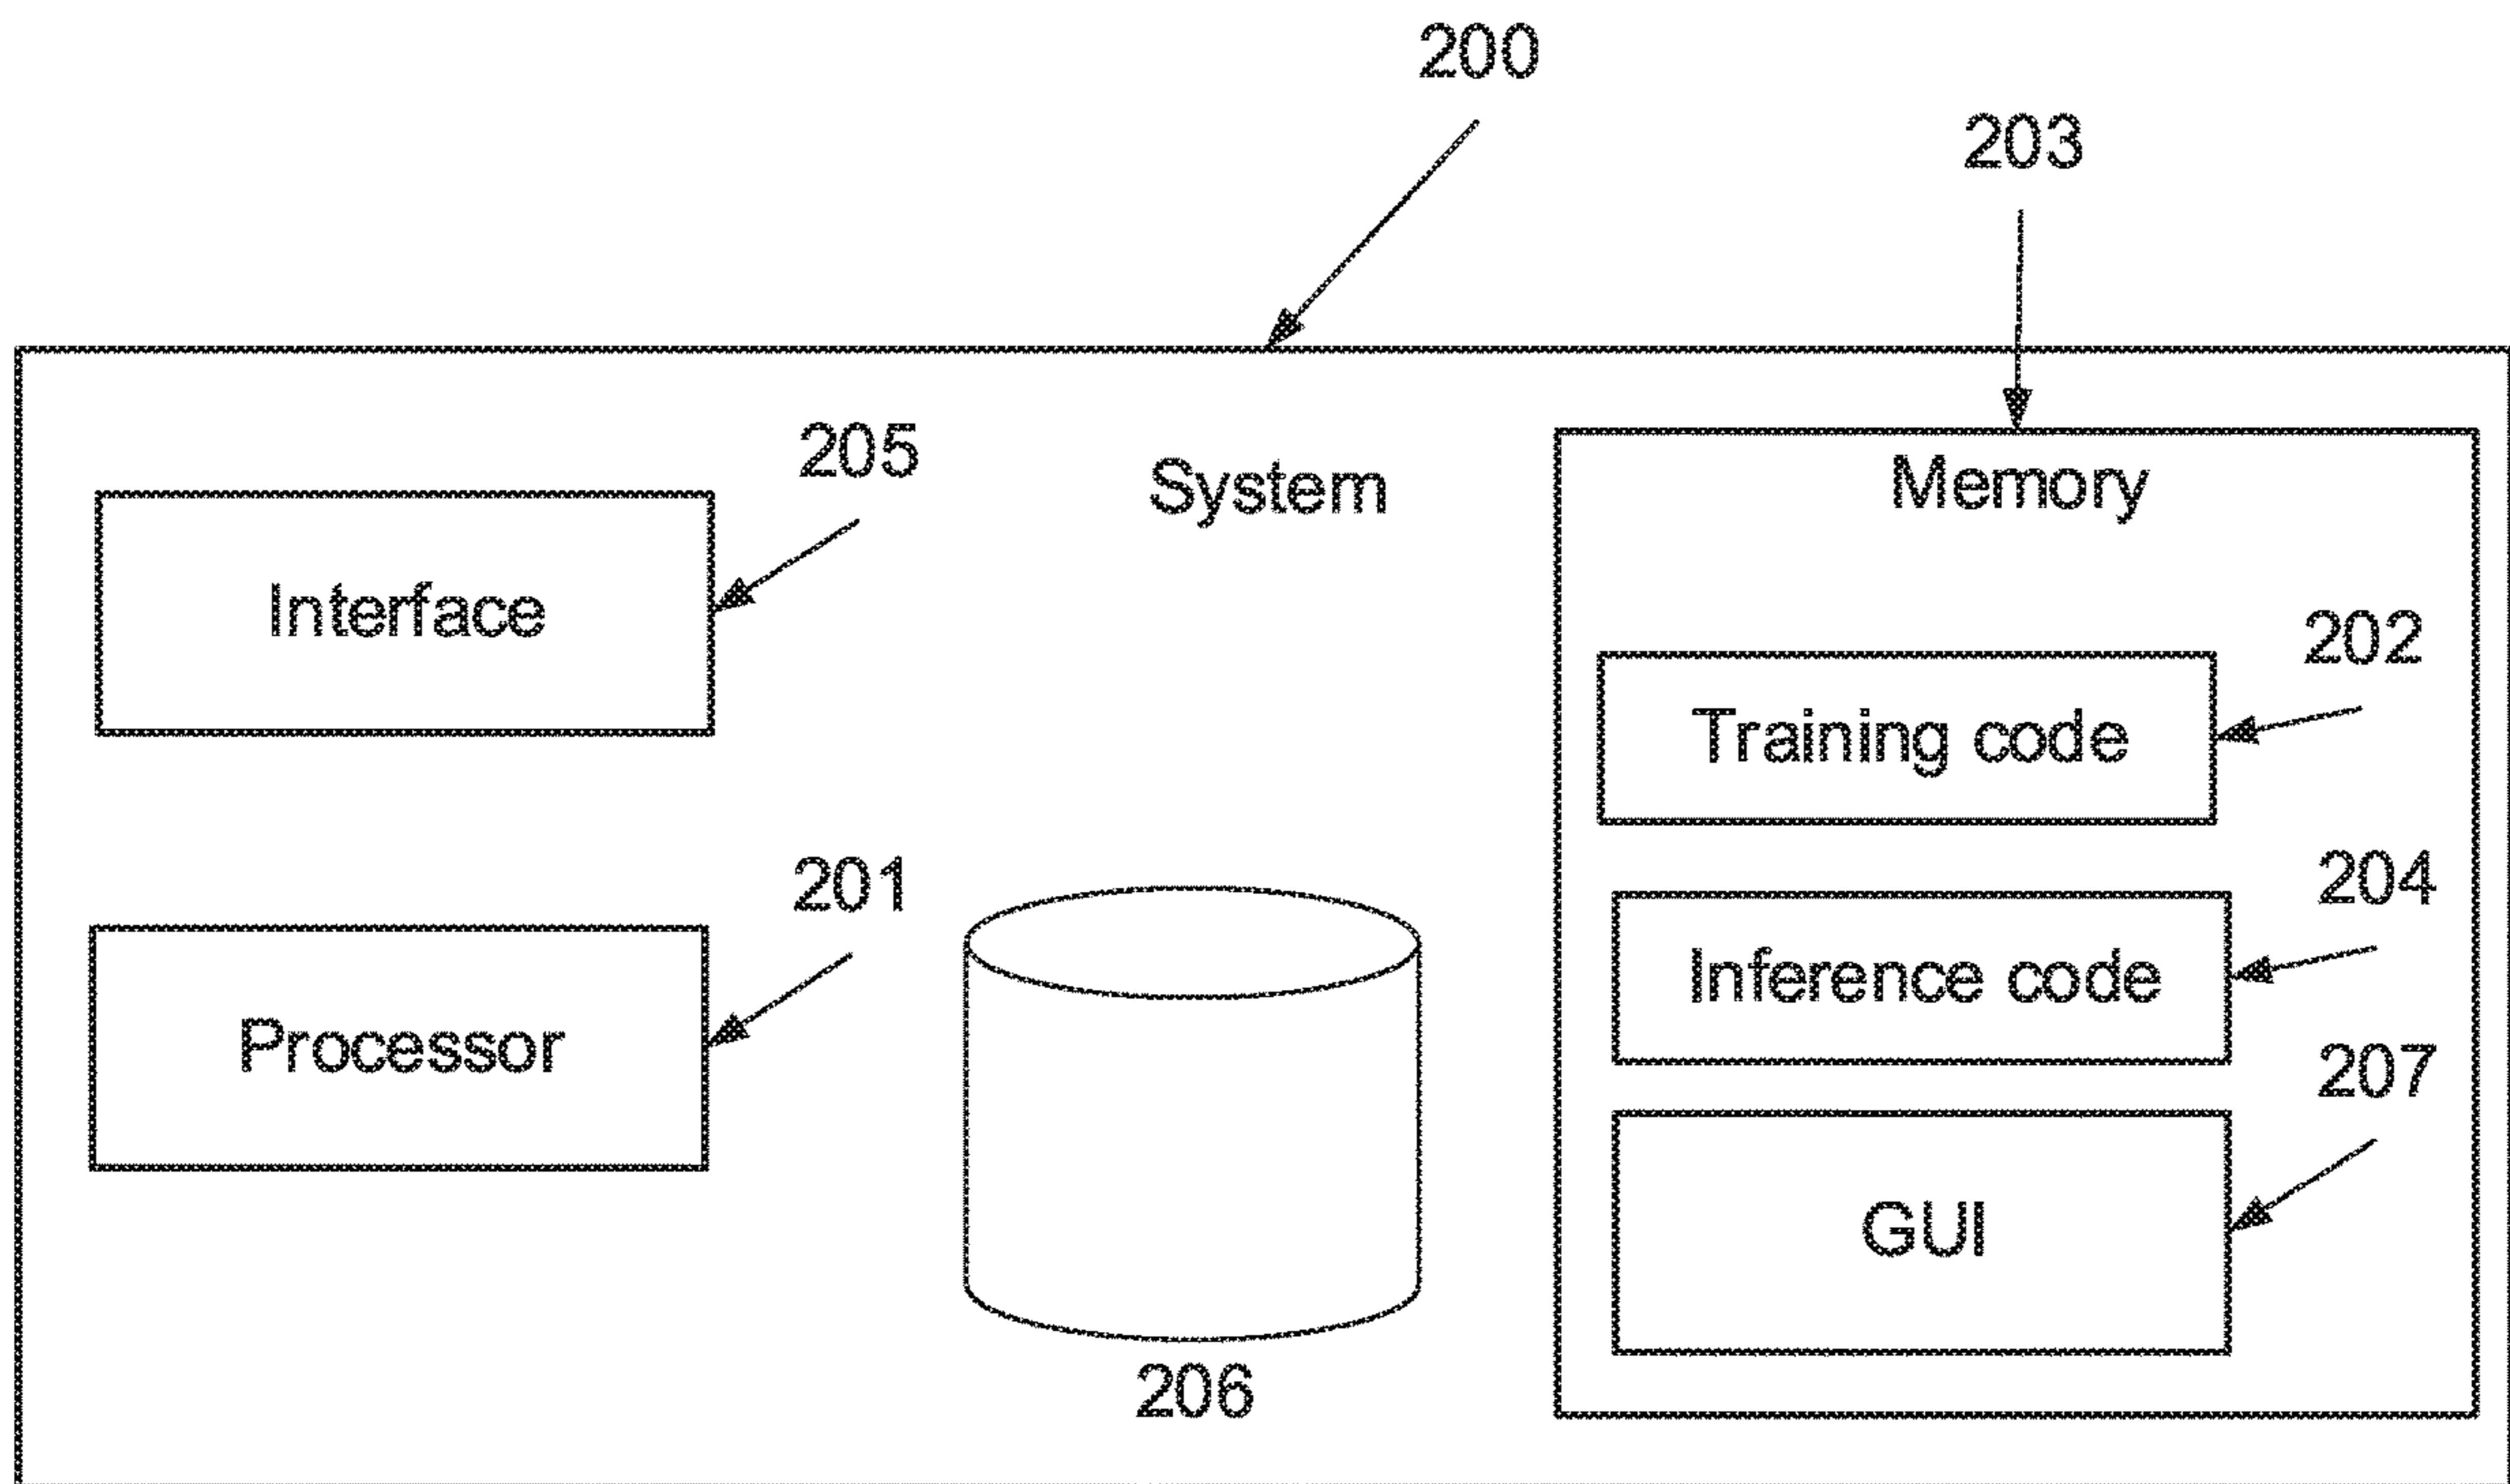 200
203
205
System
Memory
Interface
202
Training code
201
204
Inference code
Processor
207
GUI
206